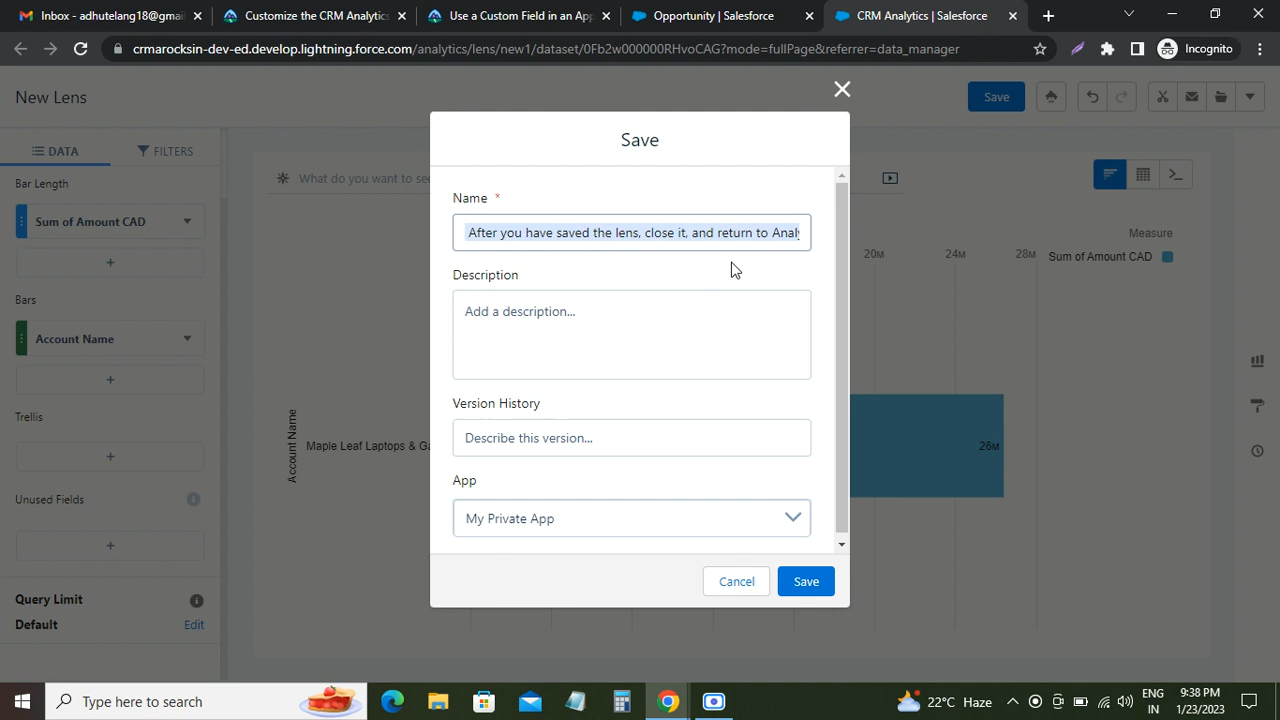 Inbox - adhutelang18@gmai
Customize the CRM Analytics
Use a Custom Field in an App
Opportunity | Salesforce
CRM Analytics | Salesforce
crmarocksin-dev-ed.develop.lightning.force.com/analytics/lens/new1/dataset/0Fb2w000000RHvoCAG?mode=fullPage&referrer=data_manager
Incognito
New Lens
Save
DATA
FILTERS
Bar Length
Sum of Amount CAD
Bars
Account Name
Trellis
Unused Fields
Query Limit
Default
Edit
What do you want to see
20M 24M 28M
Measure
Sum of Amount CAD
Account Name
Maple Leaf Laptops & Ga
26M
Save
Name *
After you have saved the lens, close it, and return to Analy
Description
Add a description...
Version History
Describe this version...
App
My Private App
Cancel
Save
Type here to search
22°C Haze
ENG
IN
9:38 PM
1/23/2023